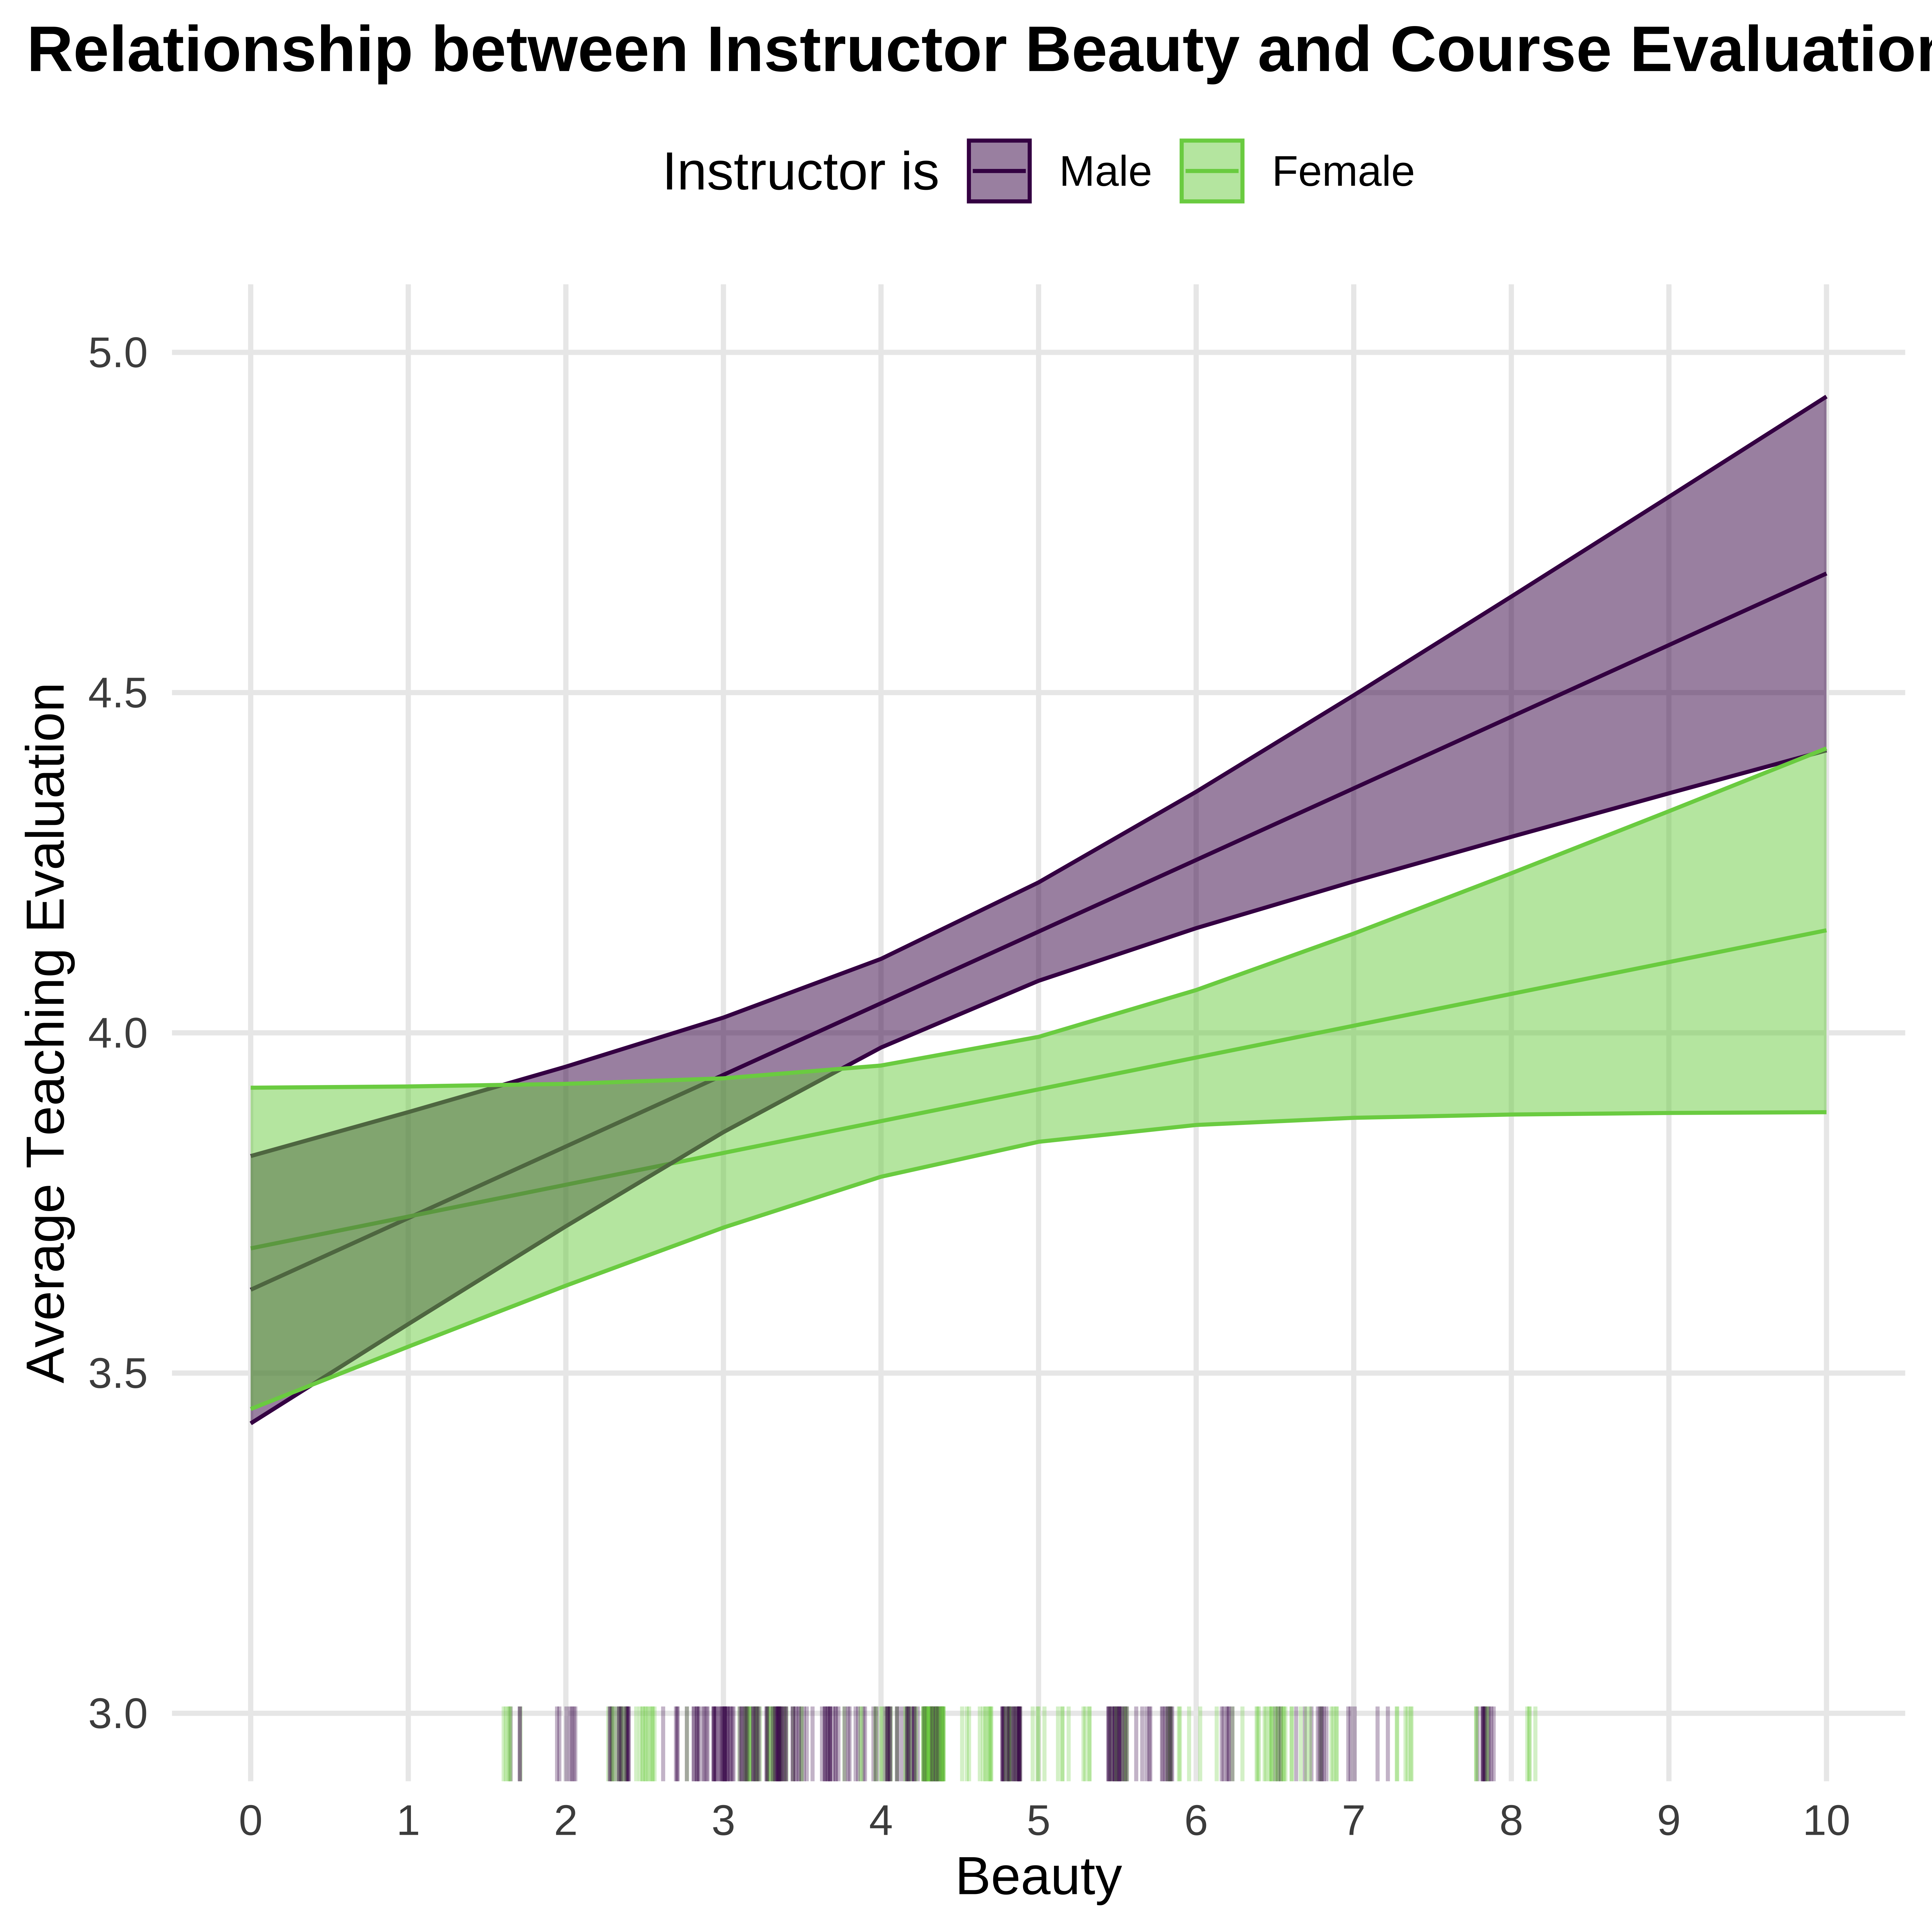 Relationship between Instructor Beauty and Course Evaluation
Instructor is Male Female
Average Teaching Evaluation
5.0
4.5
4.0
3.5
3.0
0 1 2 3 4 5 6 7 8 9 10
Beauty